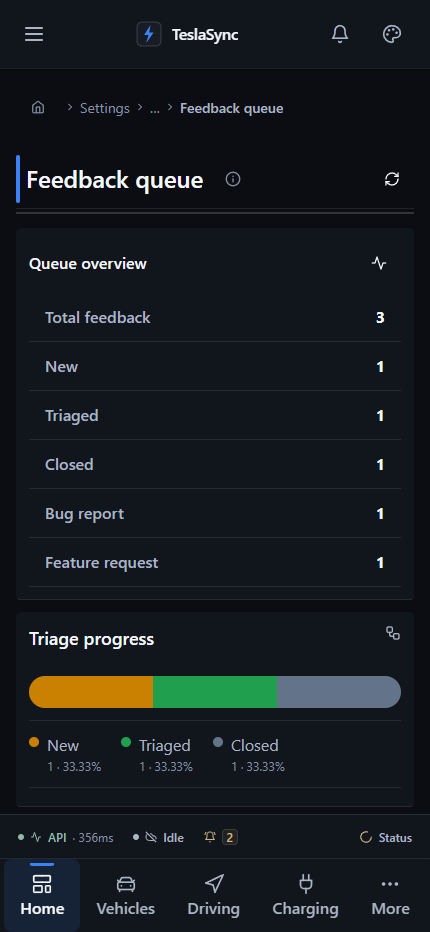 TeslaSync
Settings ... Feedback queue
Feedback queue
Queue overview
Total feedback 3
New 1
Triaged 1
Closed 1
Bug report 1
Feature request 1
Triage progress
New Triaged Closed
1 · 33.33% 1 · 33.33% 1 · 33.33%
API · 356ms Idle 2 Status
Home Vehicles Driving Charging More